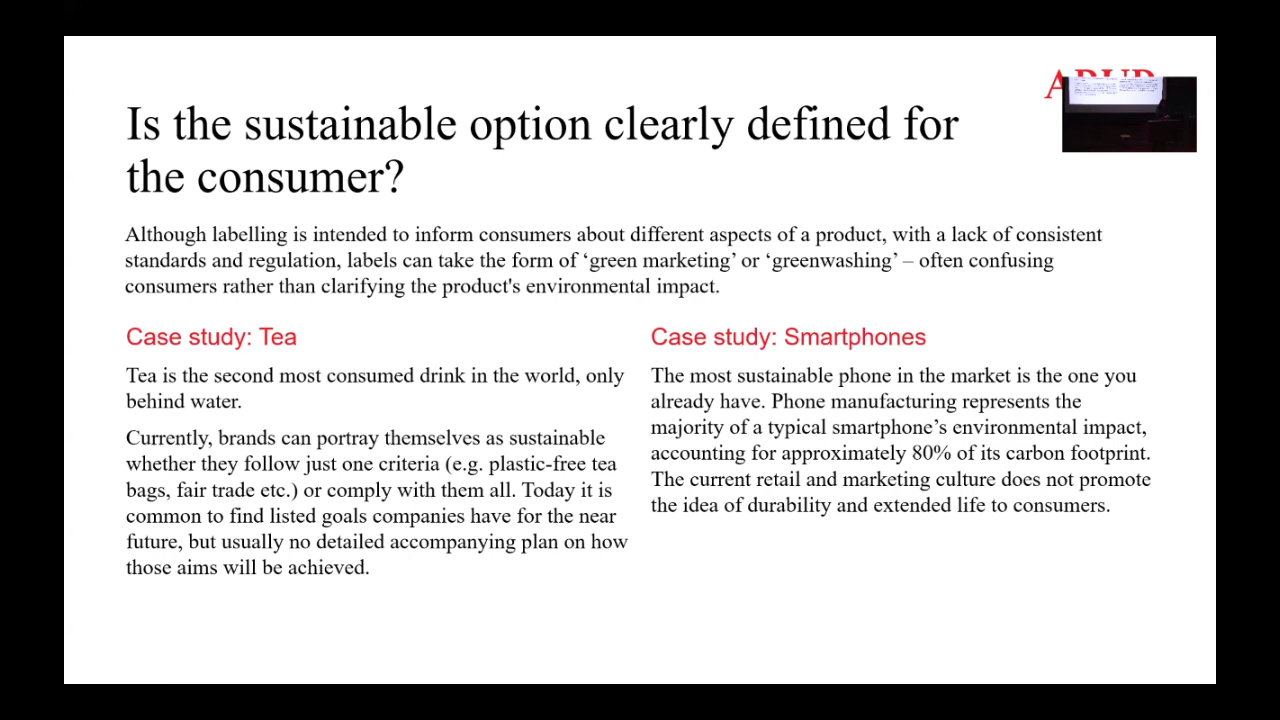 Is the sustainable option clearly defined for
the consumer?
Although labelling is intended to inform consumers about different aspects of a product, with a lack of consistent
standards and regulation, labels can take the form of ‘green marketing’ or ‘greenwashing’ – often confusing
consumers rather than clarifying the product's environmental impact.
Case study: Tea
Tea is the second most consumed drink in the world, only
behind water.
Currently, brands can portray themselves as sustainable
whether they follow just one criteria (e.g. plastic-free tea
bags, fair trade etc.) or comply with them all. Today it is
common to find listed goals companies have for the near
future, but usually no detailed accompanying plan on how
those aims will be achieved.
Case study: Smartphones
The most sustainable phone in the market is the one you
already have. Phone manufacturing represents the
majority of a typical smartphone’s environmental impact,
accounting for approximately 80% of its carbon footprint.
The current retail and marketing culture does not promote
the idea of durability and extended life to consumers.